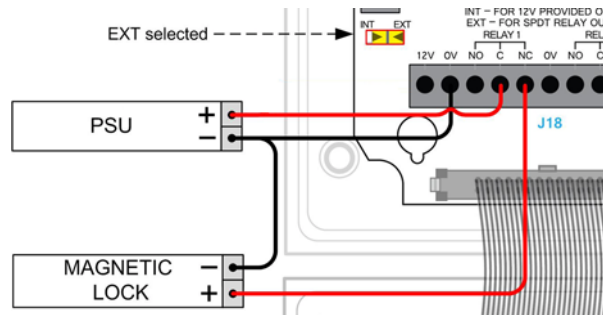 INT – FOR 12V PROVIDED O
EXT – FOR SPDT RELAY OU
EXT selected
INT EXT
RELAY 1 REL
12V 0V NO C NC 0V NO C
J18
PSU
+
–
MAGNETIC
LOCK
–
+